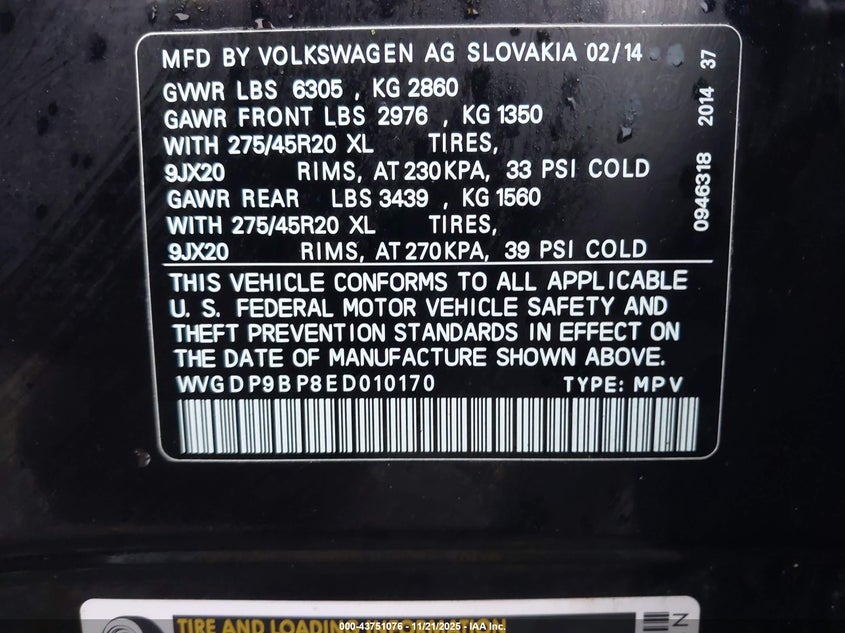 MFD BY VOLKSWAGEN AG SLOVAKIA 02/14
GVWR LBS 6305 , KG 2860
GAWR FRONT LBS 2976 , KG 1350
WITH 275/45R20 XL TIRES,
9JX20 RIMS, AT 230KPA, 33 PSI COLD
GAWR REAR LBS 3439 , KG 1560
WITH 275/45R20 XL TIRES,
9JX20 RIMS, AT 270KPA, 39 PSI COLD
THIS VEHICLE CONFORMS TO ALL APPLICABLE
U. S. FEDERAL MOTOR VEHICLE SAFETY AND
THEFT PREVENTION STANDARDS IN EFFECT ON
THE DATE OF MANUFACTURE SHOWN ABOVE.
WVGDP9BP8ED010170 TYPE: MPV
0946318 2014 37
TIRE AND LOADING INFORMATION
N
000-43751076 - 11/21/2025 - IAA Inc.